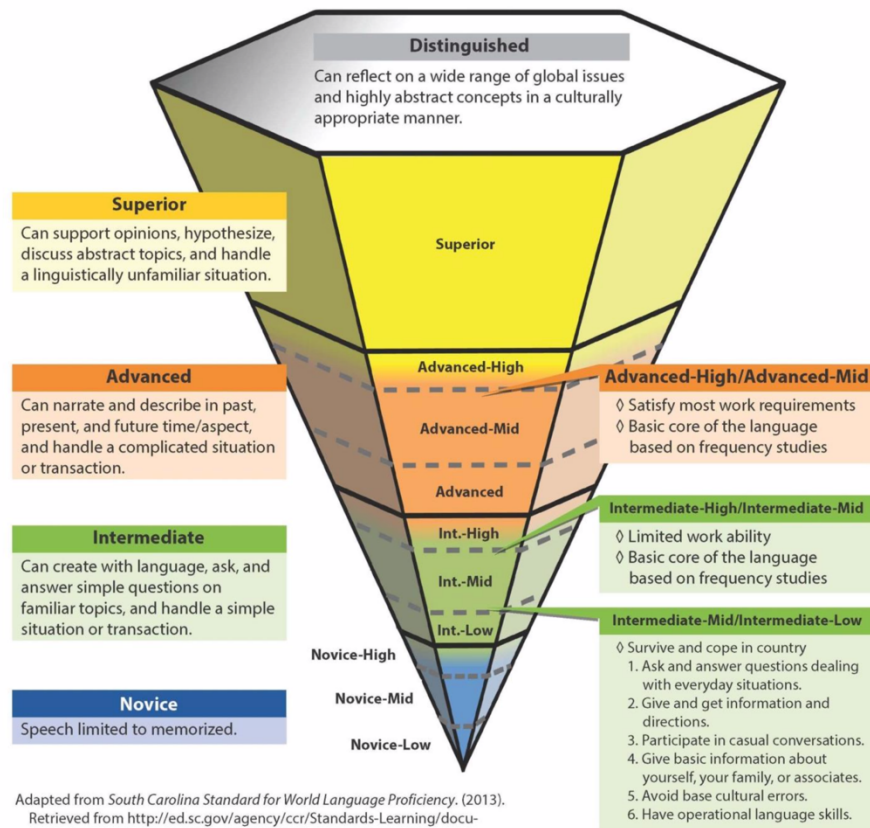 Distinguished
Can reflect on a wide range of global issues
and highly abstract concepts in a culturally
appropriate manner.
Superior
Can support opinions, hypothesize,
discuss abstract topics, and handle
a linguistically unfamiliar situation.
Superior
Advanced
Can narrate and describe in past,
present, and future time/aspect,
and handle a complicated situation
or transaction.
Advanced-High
Advanced-Mid
Advanced
Advanced-High/Advanced-Mid
◊ Satisfy most work requirements
◊ Basic core of the language
based on frequency studies
Intermediate
Can create with language, ask, and
answer simple questions on
familiar topics, and handle a simple
situation or transaction.
Int.-High
Int.-Mid
Int.-Low
Intermediate-High/Intermediate-Mid
◊ Limited work ability
◊ Basic core of the language
based on frequency studies
Intermediate-Mid/Intermediate-Low
◊ Survive and cope in country
1. Ask and answer questions dealing
with everyday situations.
2. Give and get information and
directions.
3. Participate in casual conversations.
4. Give basic information about
yourself, your family, or associates.
5. Avoid base cultural errors.
6. Have operational language skills.
Novice
Speech limited to memorized.
Novice-High
Novice-Mid
Novice-Low
Adapted from South Carolina Standard for World Language Proficiency. (2013).
Retrieved from http://ed.sc.gov/agency/ccr/Standards-Learning/docu-